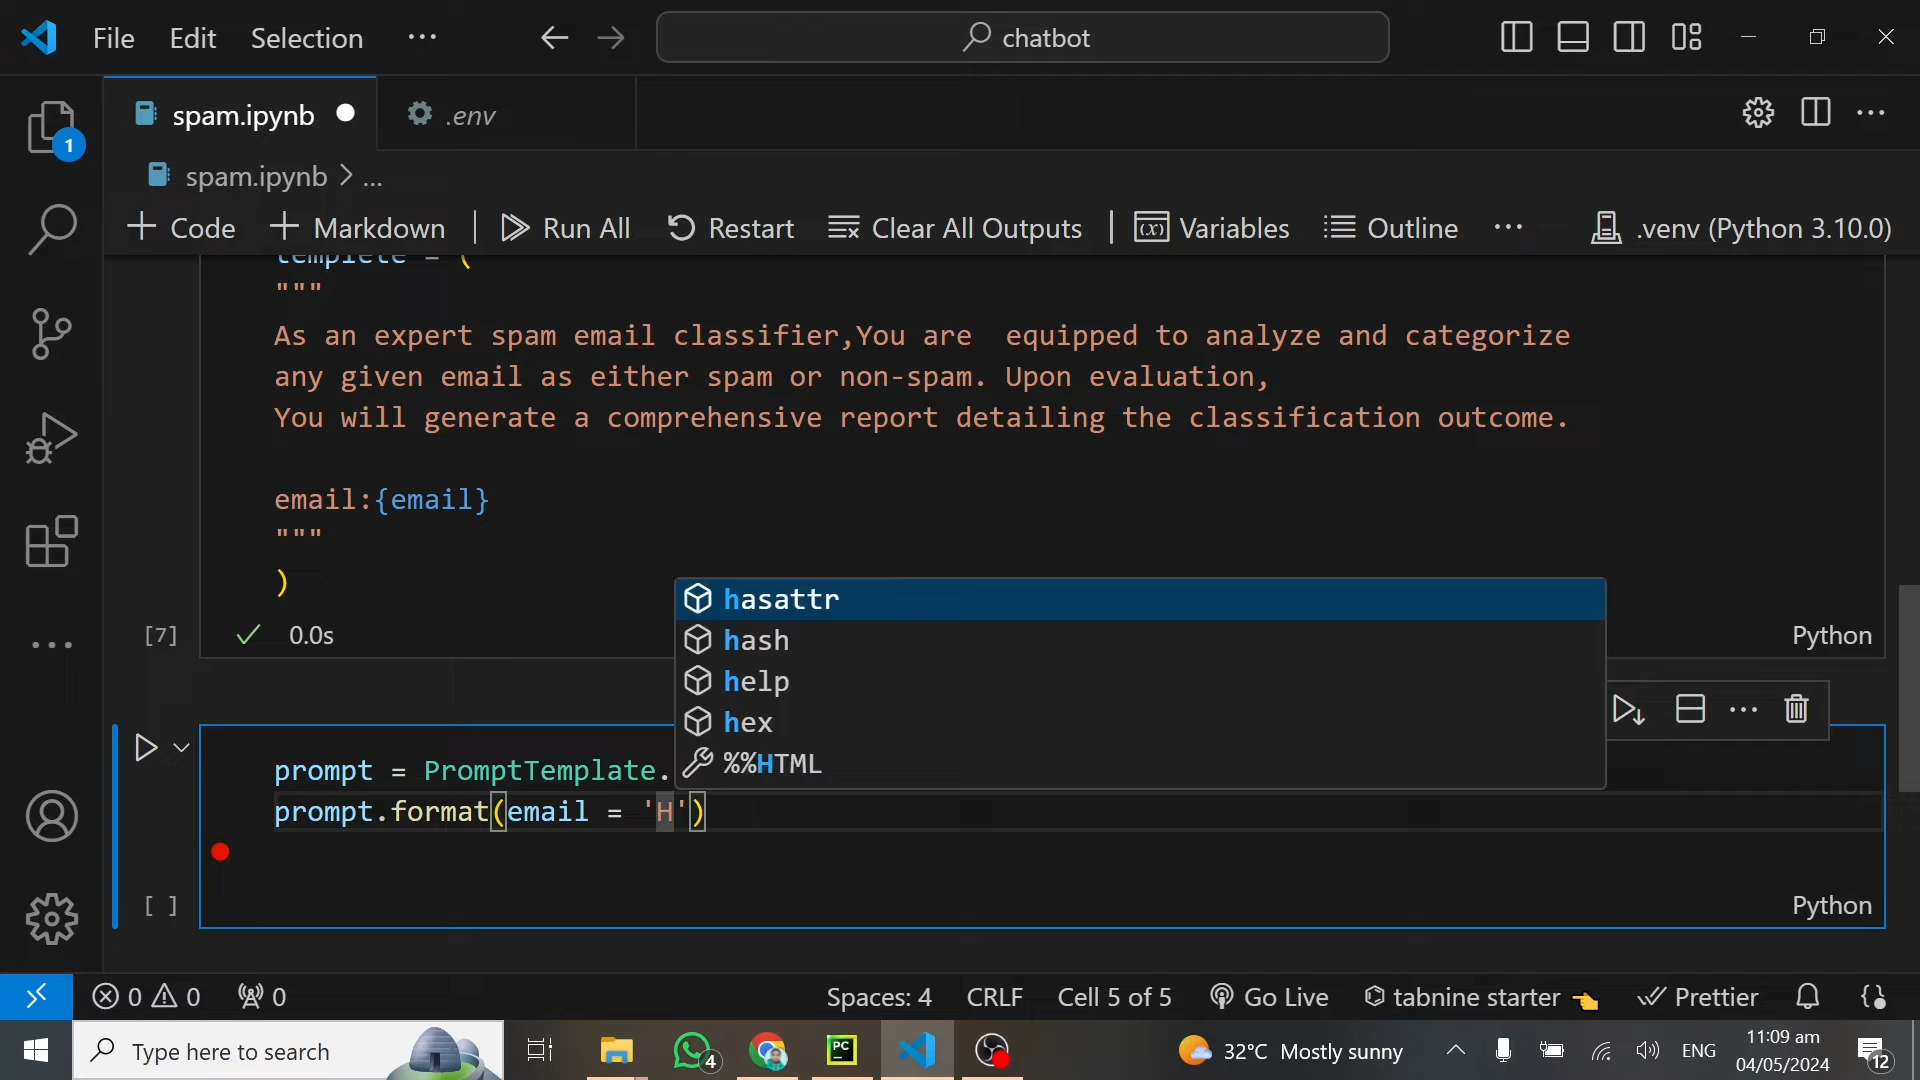 File Edit Selection ··· chatbot
spam.ipynb .env
1
spam.ipynb > ...
+ Code + Markdown Run All Restart Clear All Outputs Variables Outline ··· .venv (Python 3.10.0)
templete = (
"""
As an expert spam email classifier,You are  equipped to analyze and categorize
any given email as either spam or non-spam. Upon evaluation,
You will generate a comprehensive report detailing the classification outcome.
email:{email}
"""
)
[7] 0.0s Python
hasattr
hash
help
hex
%%HTML
prompt = PromptTemplate.
prompt.format(email = 'H')
[ ] Python
0 0 0 Spaces: 4 CRLF Cell 5 of 5 Go Live tabnine starter Prettier
Type here to search 4 PC 32°C Mostly sunny ENG 11:09 am
04/05/2024 12